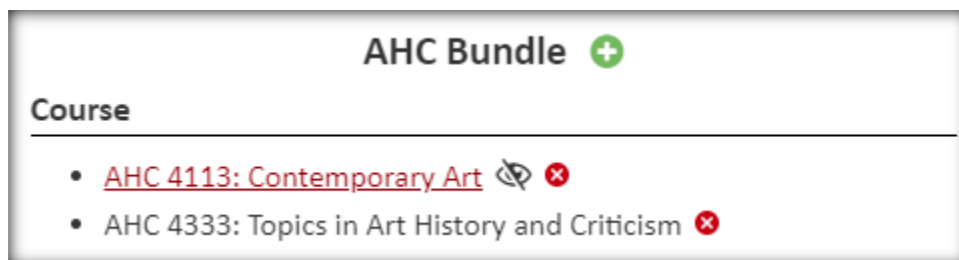 AHC Bundle
Course
AHC 4113: Contemporary Art
AHC 4333: Topics in Art History and Criticism